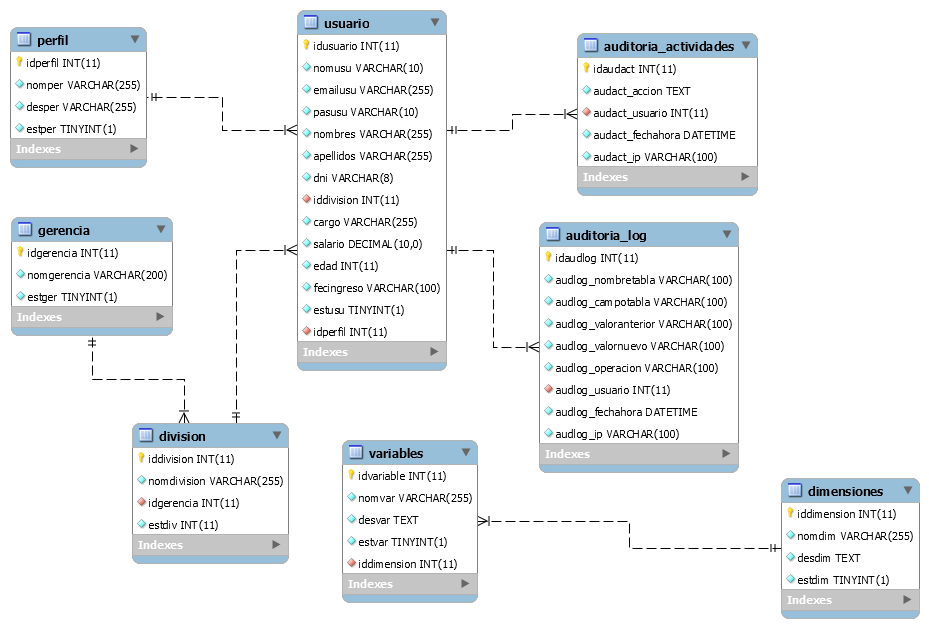 perfil
idperfil INT(11)
nomper VARCHAR(255)
desper VARCHAR(255)
estper TINYINT(1)
Indexes
usuario
idusuario INT(11)
nomusu VARCHAR(10)
emailusu VARCHAR(255)
pasusu VARCHAR(10)
nombres VARCHAR(255)
apellidos VARCHAR(255)
dni VARCHAR(8)
iddivision INT(11)
cargo VARCHAR(255)
salario DECIMAL(10,0)
edad INT(11)
fecingreso VARCHAR(100)
estusu TINYINT(1)
idperfil INT(11)
Indexes
auditoria_actividades
idaudact INT(11)
audact_accion TEXT
audact_usuario INT(11)
audact_fechahora DATETIME
audact_ip VARCHAR(100)
Indexes
gerencia
idgerencia INT(11)
nomgerencia VARCHAR(200)
estger TINYINT(1)
Indexes
auditoria_log
idaudlog INT(11)
audlog_nombretabla VARCHAR(100)
audlog_campotabla VARCHAR(100)
audlog_valoranterior VARCHAR(100)
audlog_valornuevo VARCHAR(100)
audlog_operacion VARCHAR(100)
audlog_usuario INT(11)
audlog_fechahora DATETIME
audlog_ip VARCHAR(100)
Indexes
division
iddivision INT(11)
nomdivision VARCHAR(255)
idgerencia INT(11)
estdiv INT(11)
Indexes
variables
idvariable INT(11)
nomvar VARCHAR(255)
desvar TEXT
estvar TINYINT(1)
iddimension INT(11)
Indexes
dimensiones
iddimension INT(11)
nomdim VARCHAR(255)
desdim TEXT
estdim TINYINT(1)
Indexes